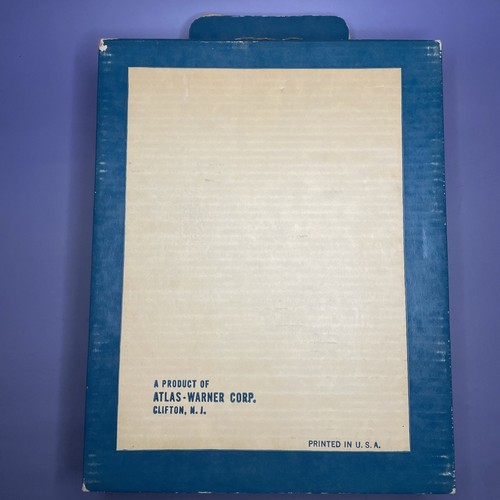 A PRODUCT OF
ATLAS-WARNER CORP.
CLIFTON, N. J.
PRINTED IN U. S. A.